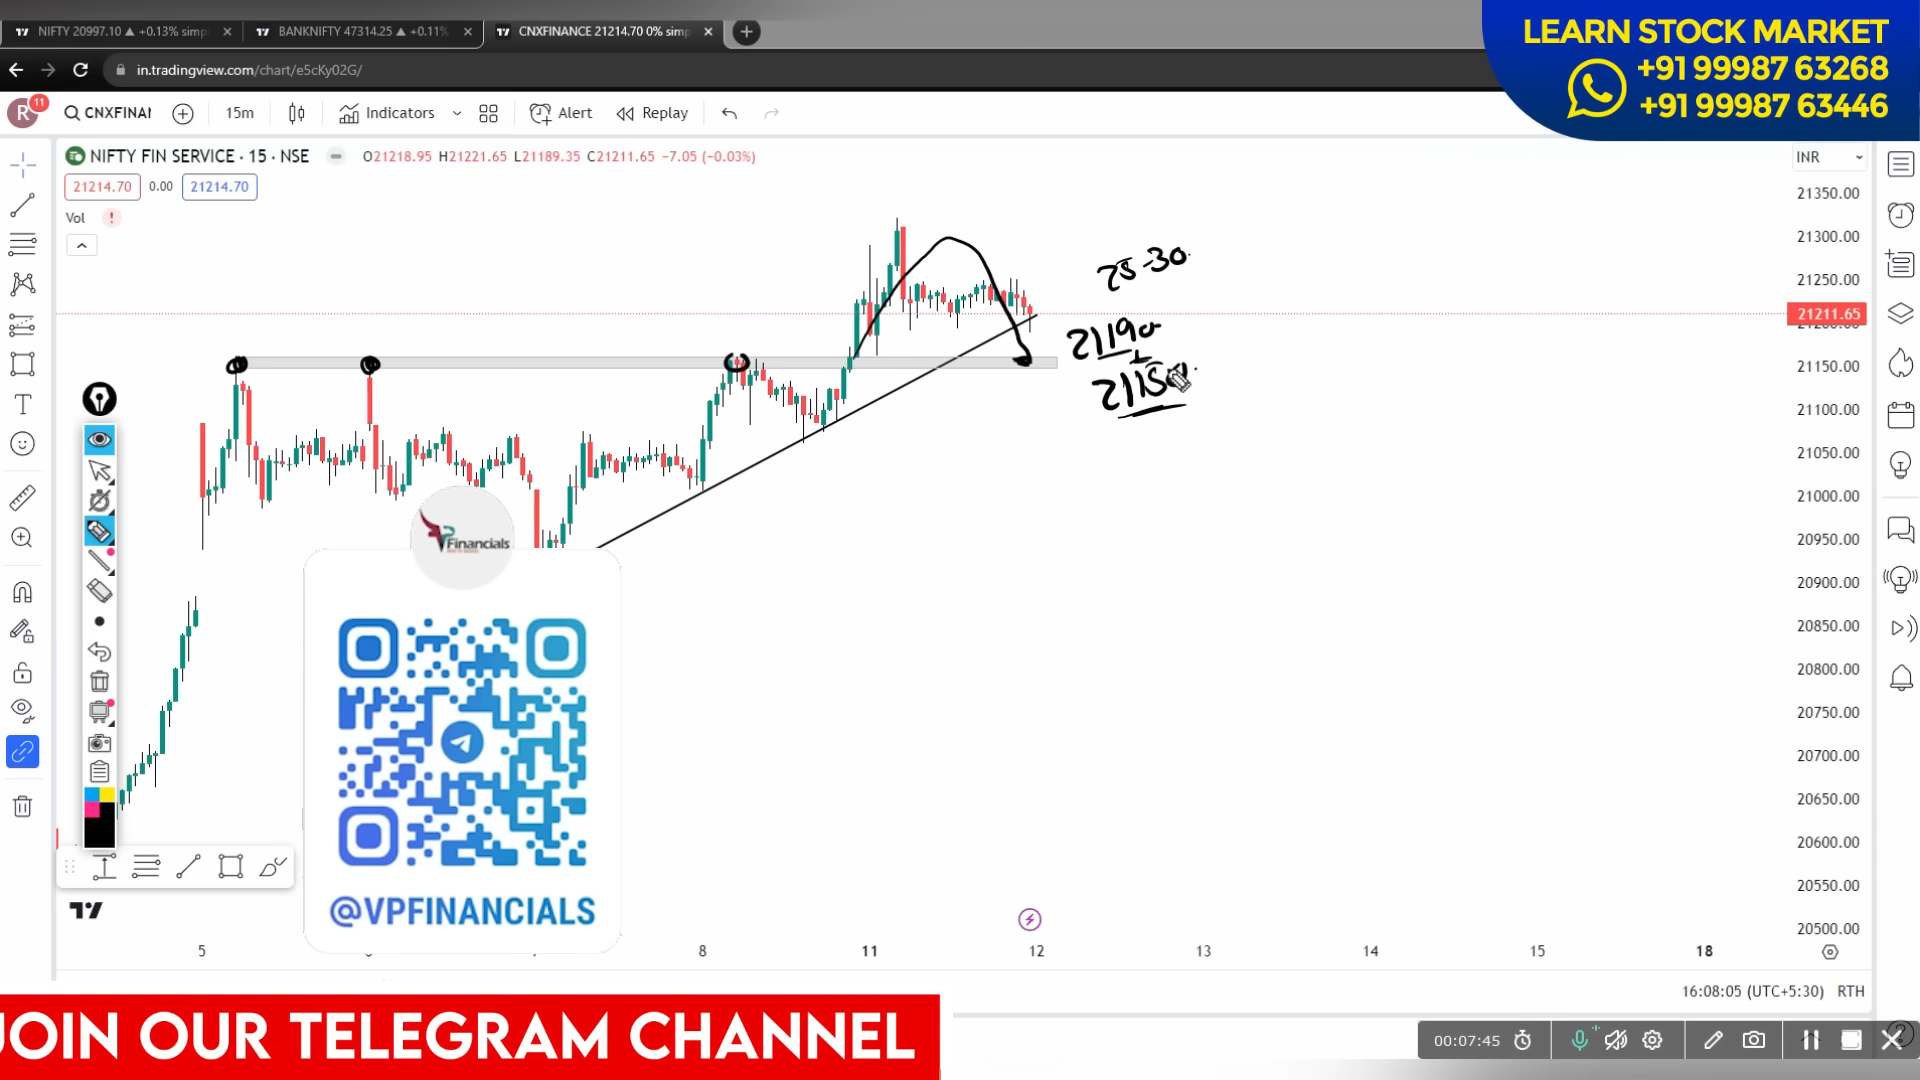 NIFTY 20997.10 ▲ +0.13% simp
BANKNIFTY 47314.25 ▲ +0.11%
CNXFINANCE 21214.70 0% simp
LEARN STOCK MARKET
+91 99987 63268
+91 99987 63446
in.tradingview.com/chart/e5cKy02G/
R
11
CNXFINAN
15m
Indicators
Alert
Replay
NIFTY FIN SERVICE · 15 · NSE
O21218.95 H21221.65 L21189.35 C21211.65 −7.05 (−0.03%)
INR
21214.70
0.00
21214.70
Vol
21350.00
21300.00
21250.00
21211.65
21150.00
21100.00
21050.00
21000.00
20950.00
20900.00
20850.00
20800.00
20750.00
20700.00
20650.00
20600.00
20550.00
20500.00
25-30
21190
21150
Financials
@VPFINANCIALS
5
8
11
12
13
14
15
18
16:08:05 (UTC+5:30)
RTH
JOIN OUR TELEGRAM CHANNEL
00:07:45